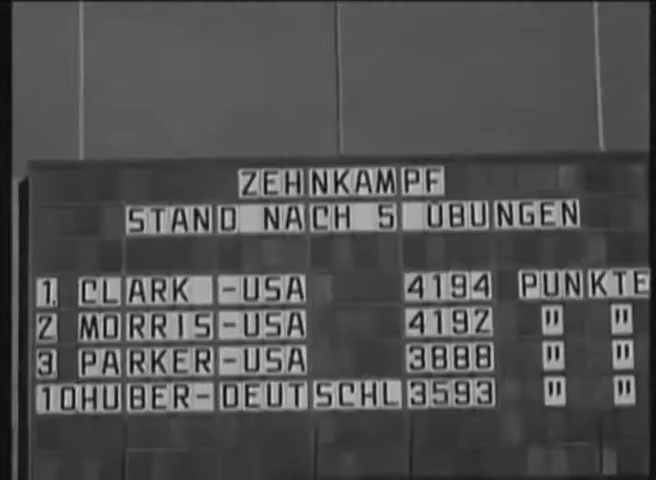 ZEHNKAMPF
STAND NACH 5 ÜBUNGEN
1. CLARK -USA 4194 PUNKTE
2 MORRIS-USA 4192 " "
3. PARKER-USA 3888 " "
10HUBER-DEUTSCHL 3593 " "